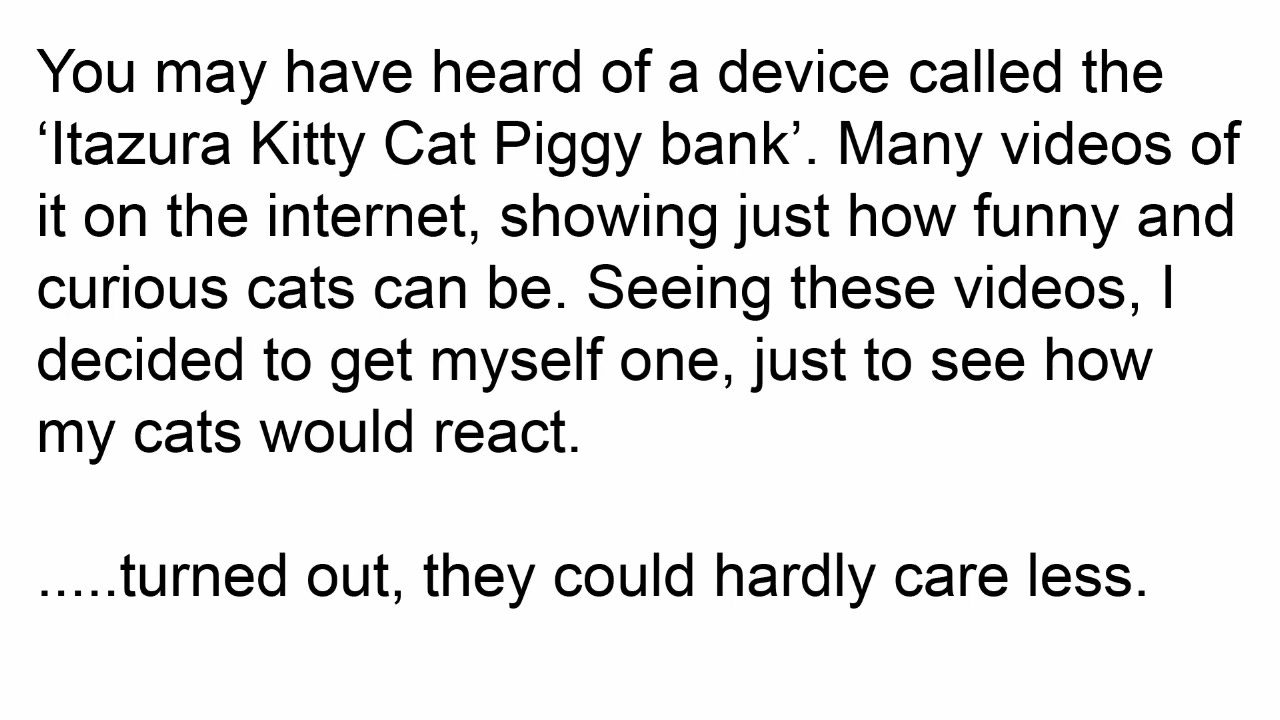 You may have heard of a device called the
‘Itazura Kitty Cat Piggy bank’. Many videos of
it on the internet, showing just how funny and
curious cats can be. Seeing these videos, I
decided to get myself one, just to see how
my cats would react.
.....turned out, they could hardly care less.